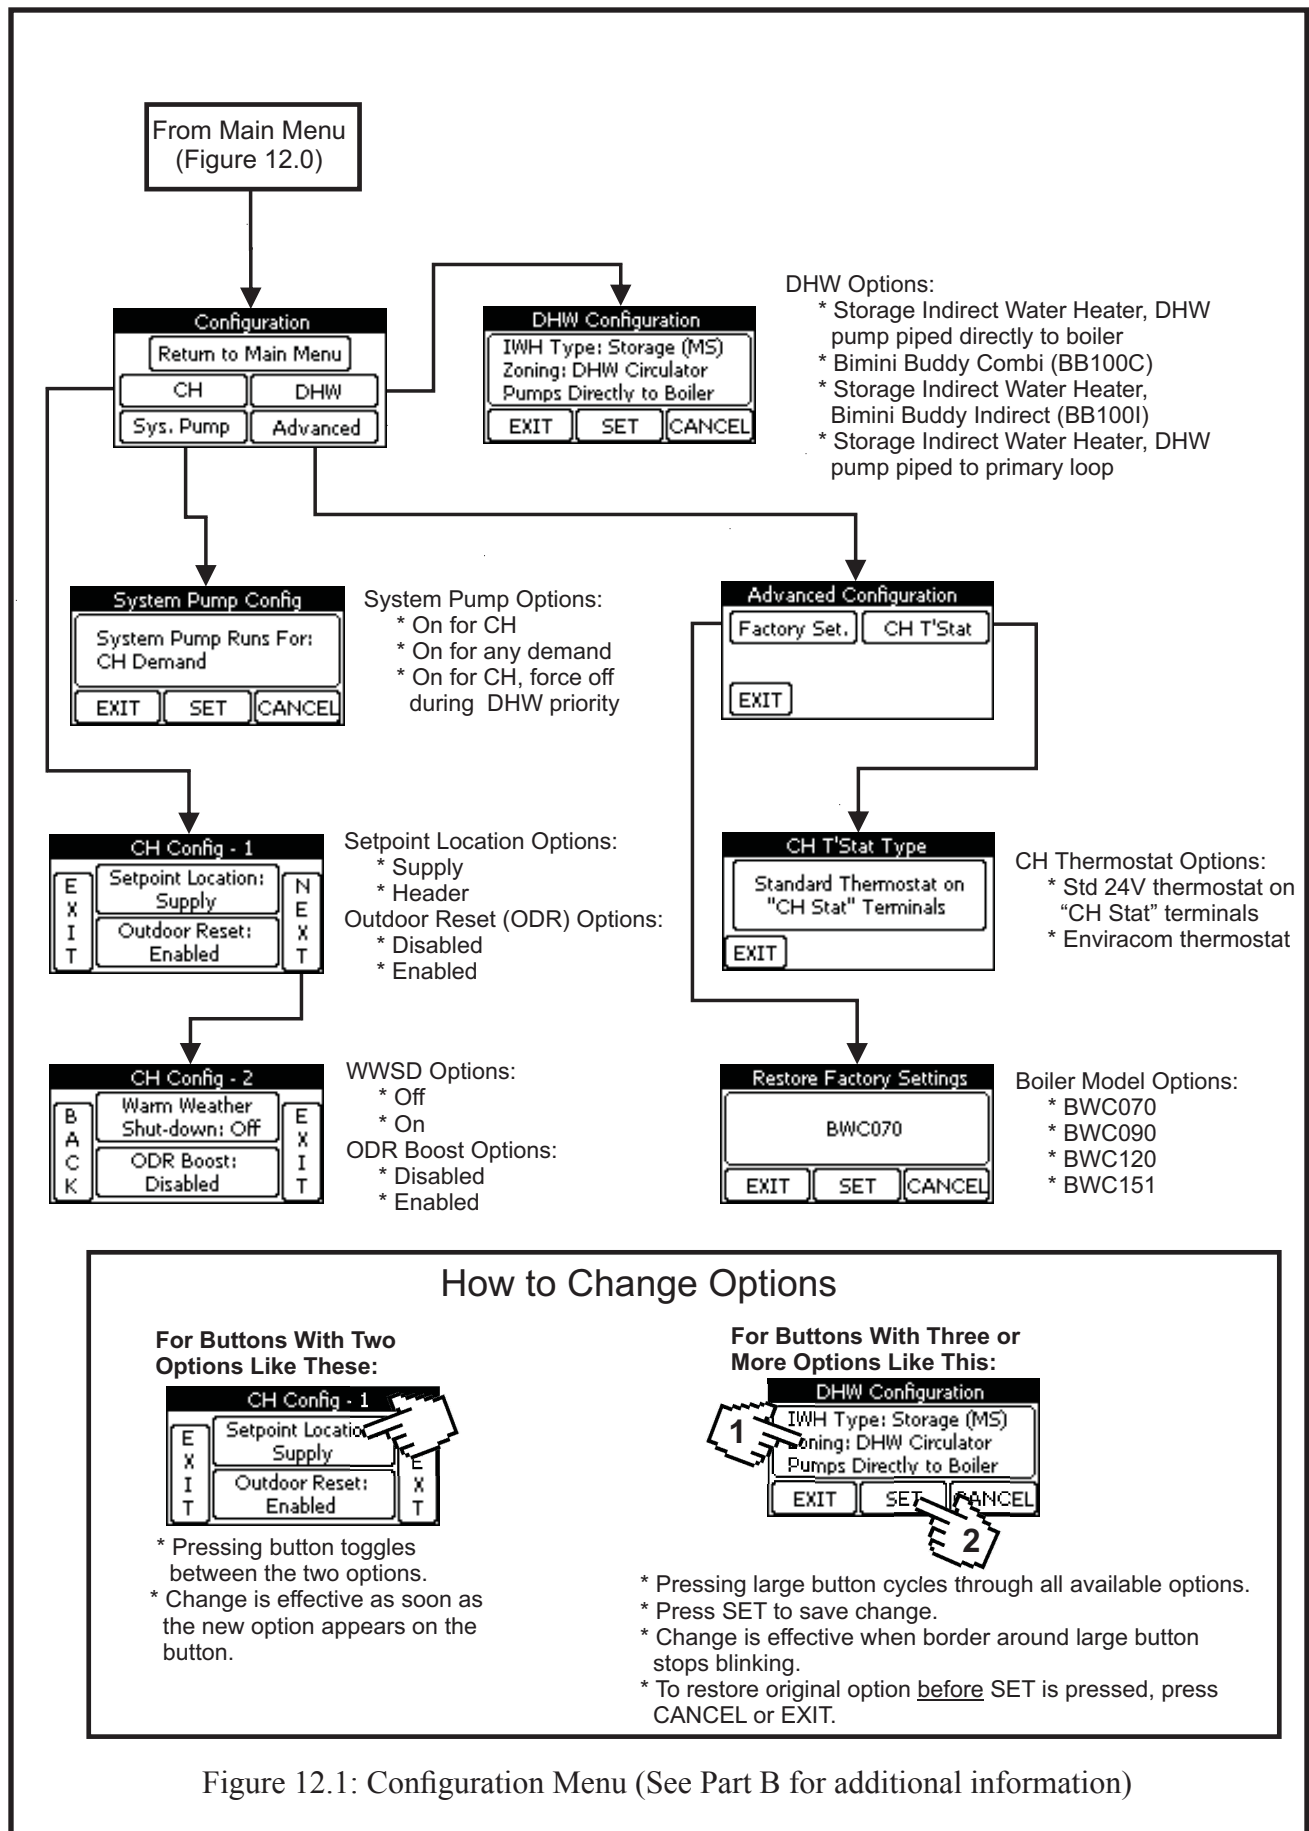 From Main Menu
(Figure 12.0)
Configuration
Return to Main Menu
CH
DHW
Sys. Pump
Advanced
DHW Configuration
IWH Type: Storage (MS)
Zoning: DHW Circulator
Pumps Directly to Boiler
EXIT
SET
CANCEL
DHW Options:
* Storage Indirect Water Heater, DHW
pump piped directly to boiler
* Bimini Buddy Combi (BB100C)
* Storage Indirect Water Heater,
Bimini Buddy Indirect (BB100I)
* Storage Indirect Water Heater, DHW
pump piped to primary loop
System Pump Config
System Pump Runs For:
CH Demand
EXIT
SET
CANCEL
System Pump Options:
* On for CH
* On for any demand
* On for CH, force off
during DHW priority
Advanced Configuration
Factory Set.
CH T'Stat
EXIT
CH Config - 1
EXIT
Setpoint Location:
Supply
Outdoor Reset:
Enabled
NEXT
Setpoint Location Options:
* Supply
* Header
Outdoor Reset (ODR) Options:
* Disabled
* Enabled
CH T'Stat Type
Standard Thermostat on
"CH Stat" Terminals
EXIT
CH Thermostat Options:
* Std 24V thermostat on
“CH Stat” terminals
* Enviracom thermostat
CH Config - 2
BACK
Warm Weather
Shut-down: Off
ODR Boost:
Disabled
EXIT
WWSD Options:
* Off
* On
ODR Boost Options:
* Disabled
* Enabled
Restore Factory Settings
BWC070
EXIT
SET
CANCEL
Boiler Model Options:
* BWC070
* BWC090
* BWC120
* BWC151
How to Change Options
For Buttons With Two
Options Like These:
CH Config - 1
EXIT
Setpoint Locatio
Supply
Outdoor Reset:
Enabled
EXT
* Pressing button toggles
between the two options.
* Change is effective as soon as
the new option appears on the
button.
For Buttons With Three or
More Options Like This:
DHW Configuration
IWH Type: Storage (MS)
oning: DHW Circulator
Pumps Directly to Boiler
EXIT
SET
CANCEL
1
2
* Pressing large button cycles through all available options.
* Press SET to save change.
* Change is effective when border around large button
stops blinking.
* To restore original option before SET is pressed, press
CANCEL or EXIT.
Figure 12.1: Configuration Menu (See Part B for additional information)